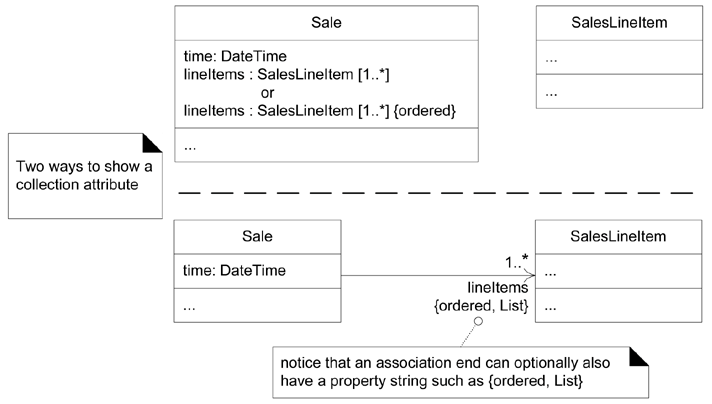 Sale
SalesLineItem
time: DateTime
lineItems : SalesLineItem [1..*]
or
lineItems : SalesLineItem [1..*] {ordered}
...
...
...
Two ways to show a
collection attribute
Sale
SalesLineItem
time: DateTime
1..*
...
lineItems
{ordered, List}
...
...
notice that an association end can optionally also
have a property string such as {ordered, List}